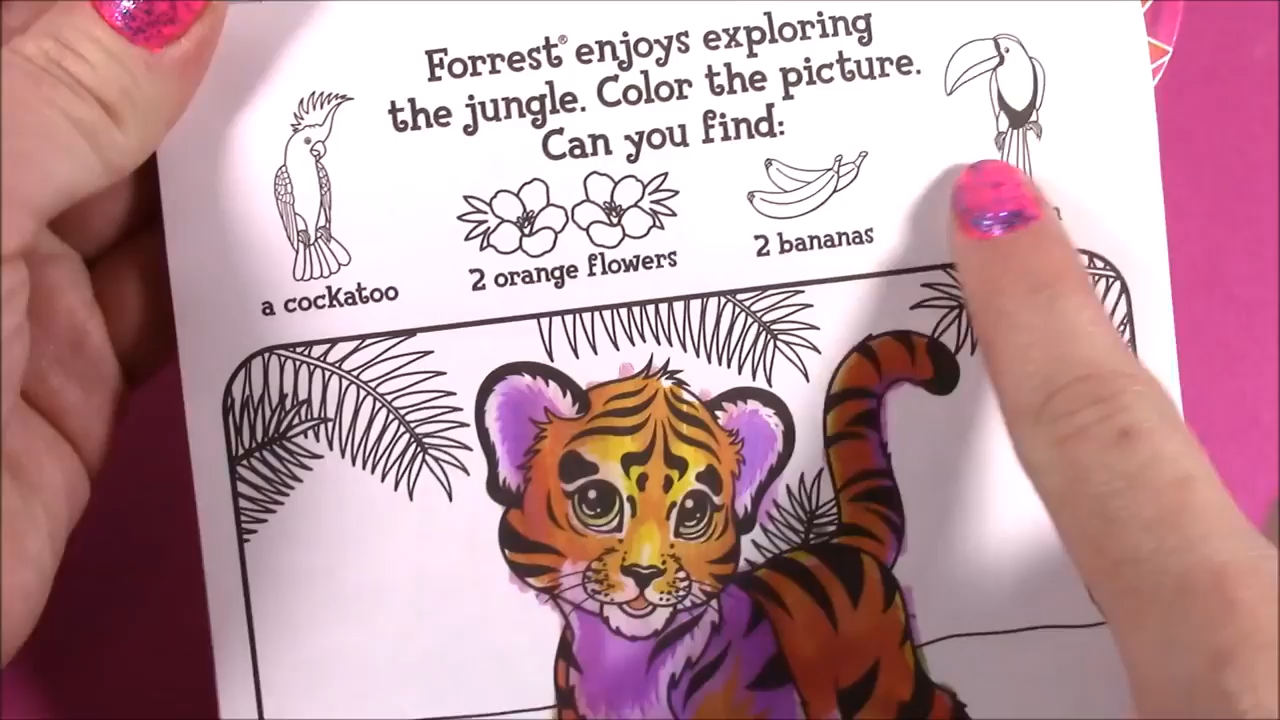 Forrest® enjoys exploring
the jungle. Color the picture.
Can you find:
a cockatoo
2 orange flowers
2 bananas